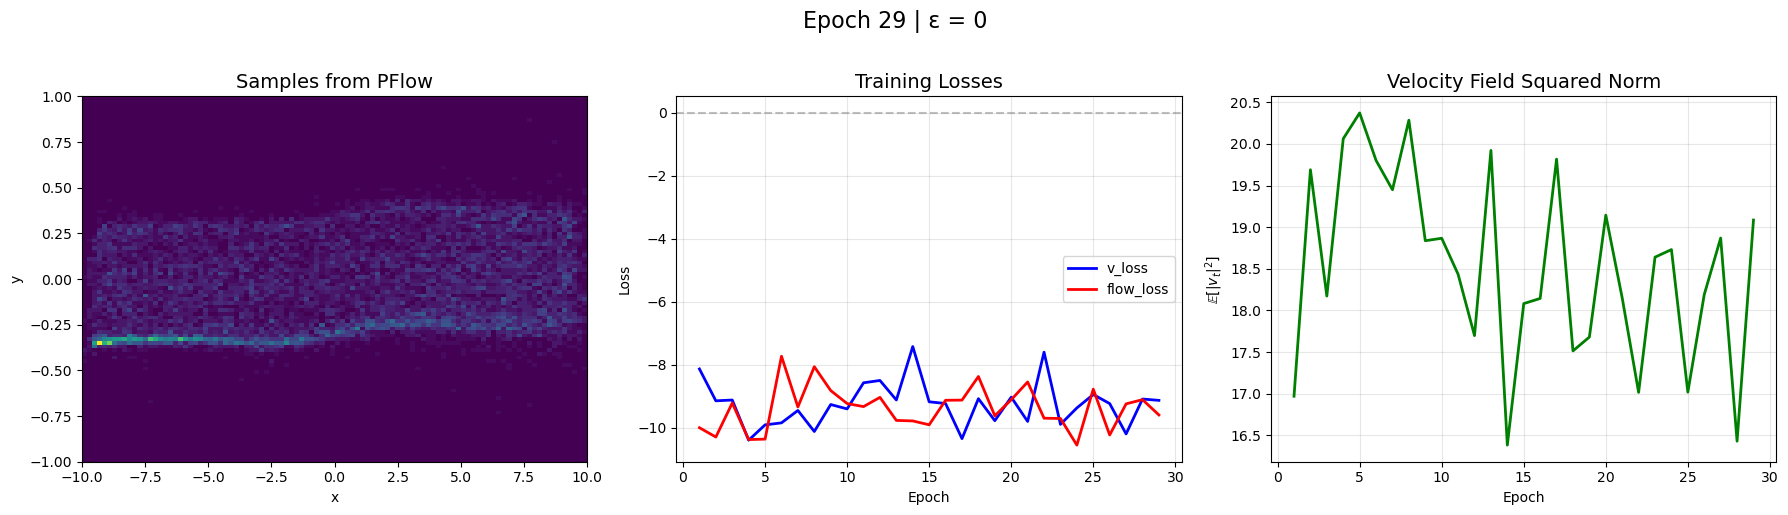 Epoch 29 | ε = 0
Samples from PFlow
1.00
0.75
0.50
0.25
0.00
−0.25
−0.50
−0.75
−1.00
y
−10.0 −7.5 −5.0 −2.5 0.0 2.5 5.0 7.5 10.0
x
Training Losses
0
−2
−4
−6
−8
−10
Loss
v_loss
flow_loss
0 5 10 15 20 25 30
Epoch
Velocity Field Squared Norm
20.5
20.0
19.5
19.0
18.5
18.0
17.5
17.0
16.5
𝔼[|v_t|²]
0 5 10 15 20 25 30
Epoch